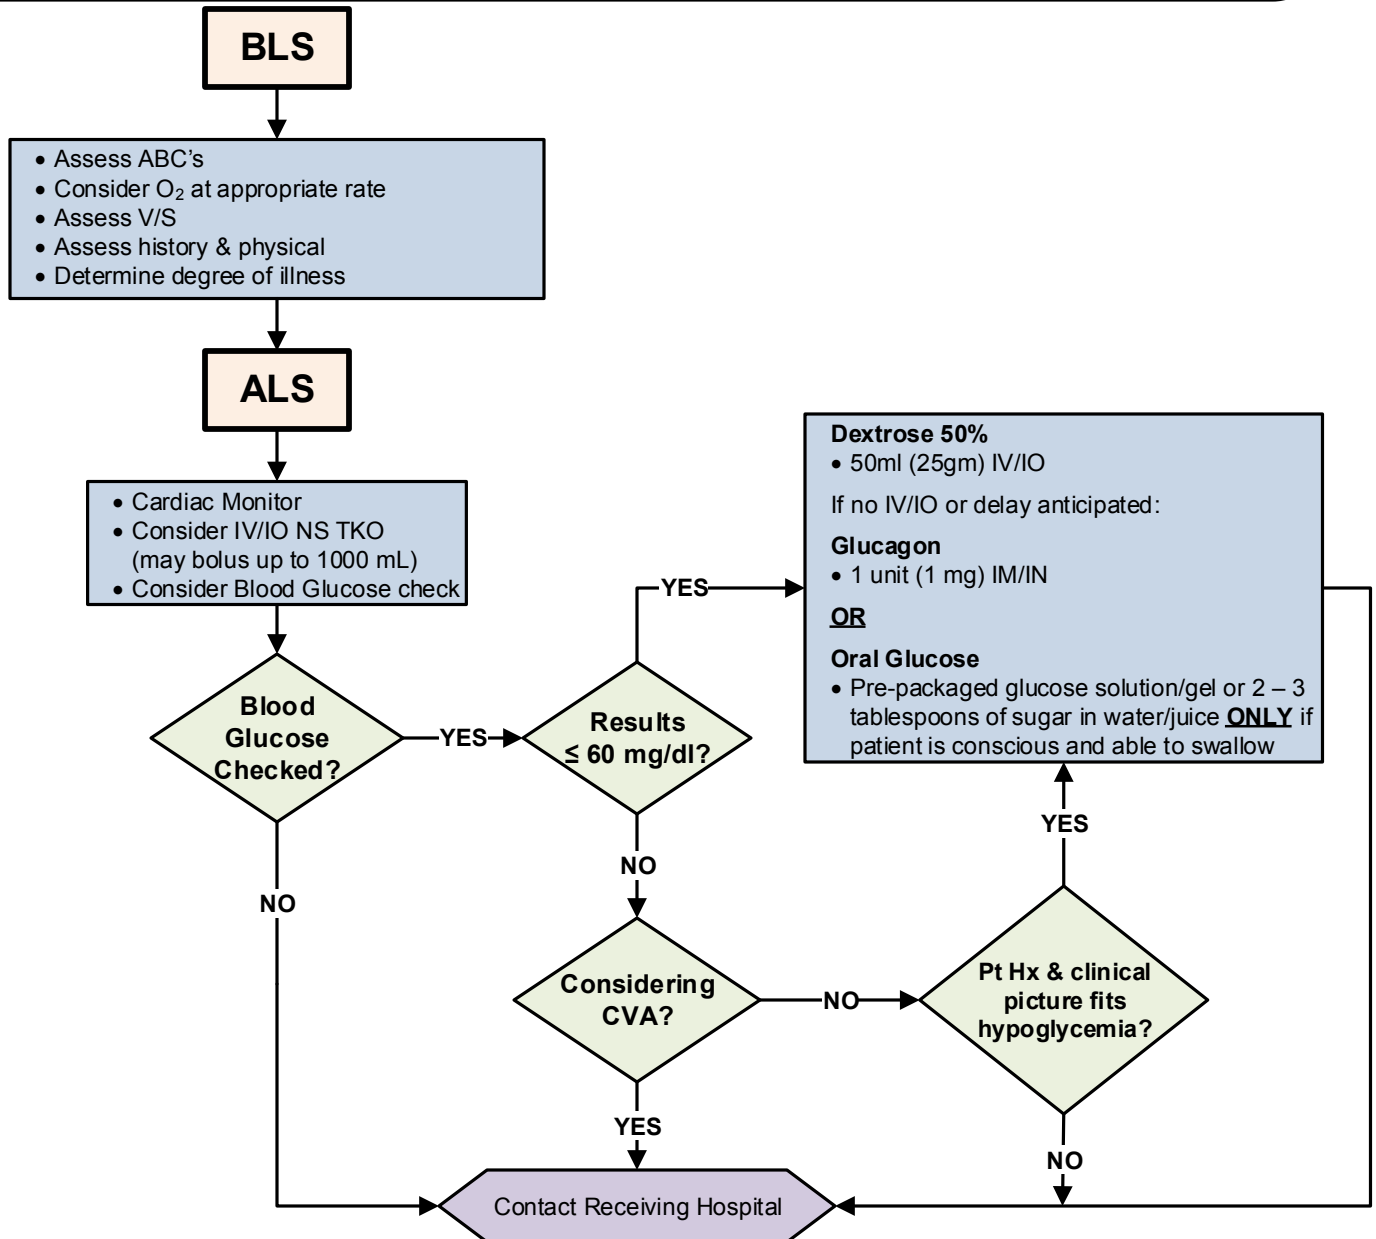 BLS
• Assess ABC’s
• Consider O₂ at appropriate rate
• Assess V/S
• Assess history & physical
• Determine degree of illness
ALS
• Cardiac Monitor
• Consider IV/IO NS TKO
(may bolus up to 1000 mL)
• Consider Blood Glucose check
Blood
Glucose
Checked?
YES
NO
Results
≤ 60 mg/dl?
YES
NO
Dextrose 50%
• 50ml (25gm) IV/IO
If no IV/IO or delay anticipated:
Glucagon
• 1 unit (1 mg) IM/IN
OR
Oral Glucose
• Pre-packaged glucose solution/gel or 2 – 3
tablespoons of sugar in water/juice ONLY if
patient is conscious and able to swallow
Considering
CVA?
NO
YES
Pt Hx & clinical
picture fits
hypoglycemia?
YES
NO
Contact Receiving Hospital